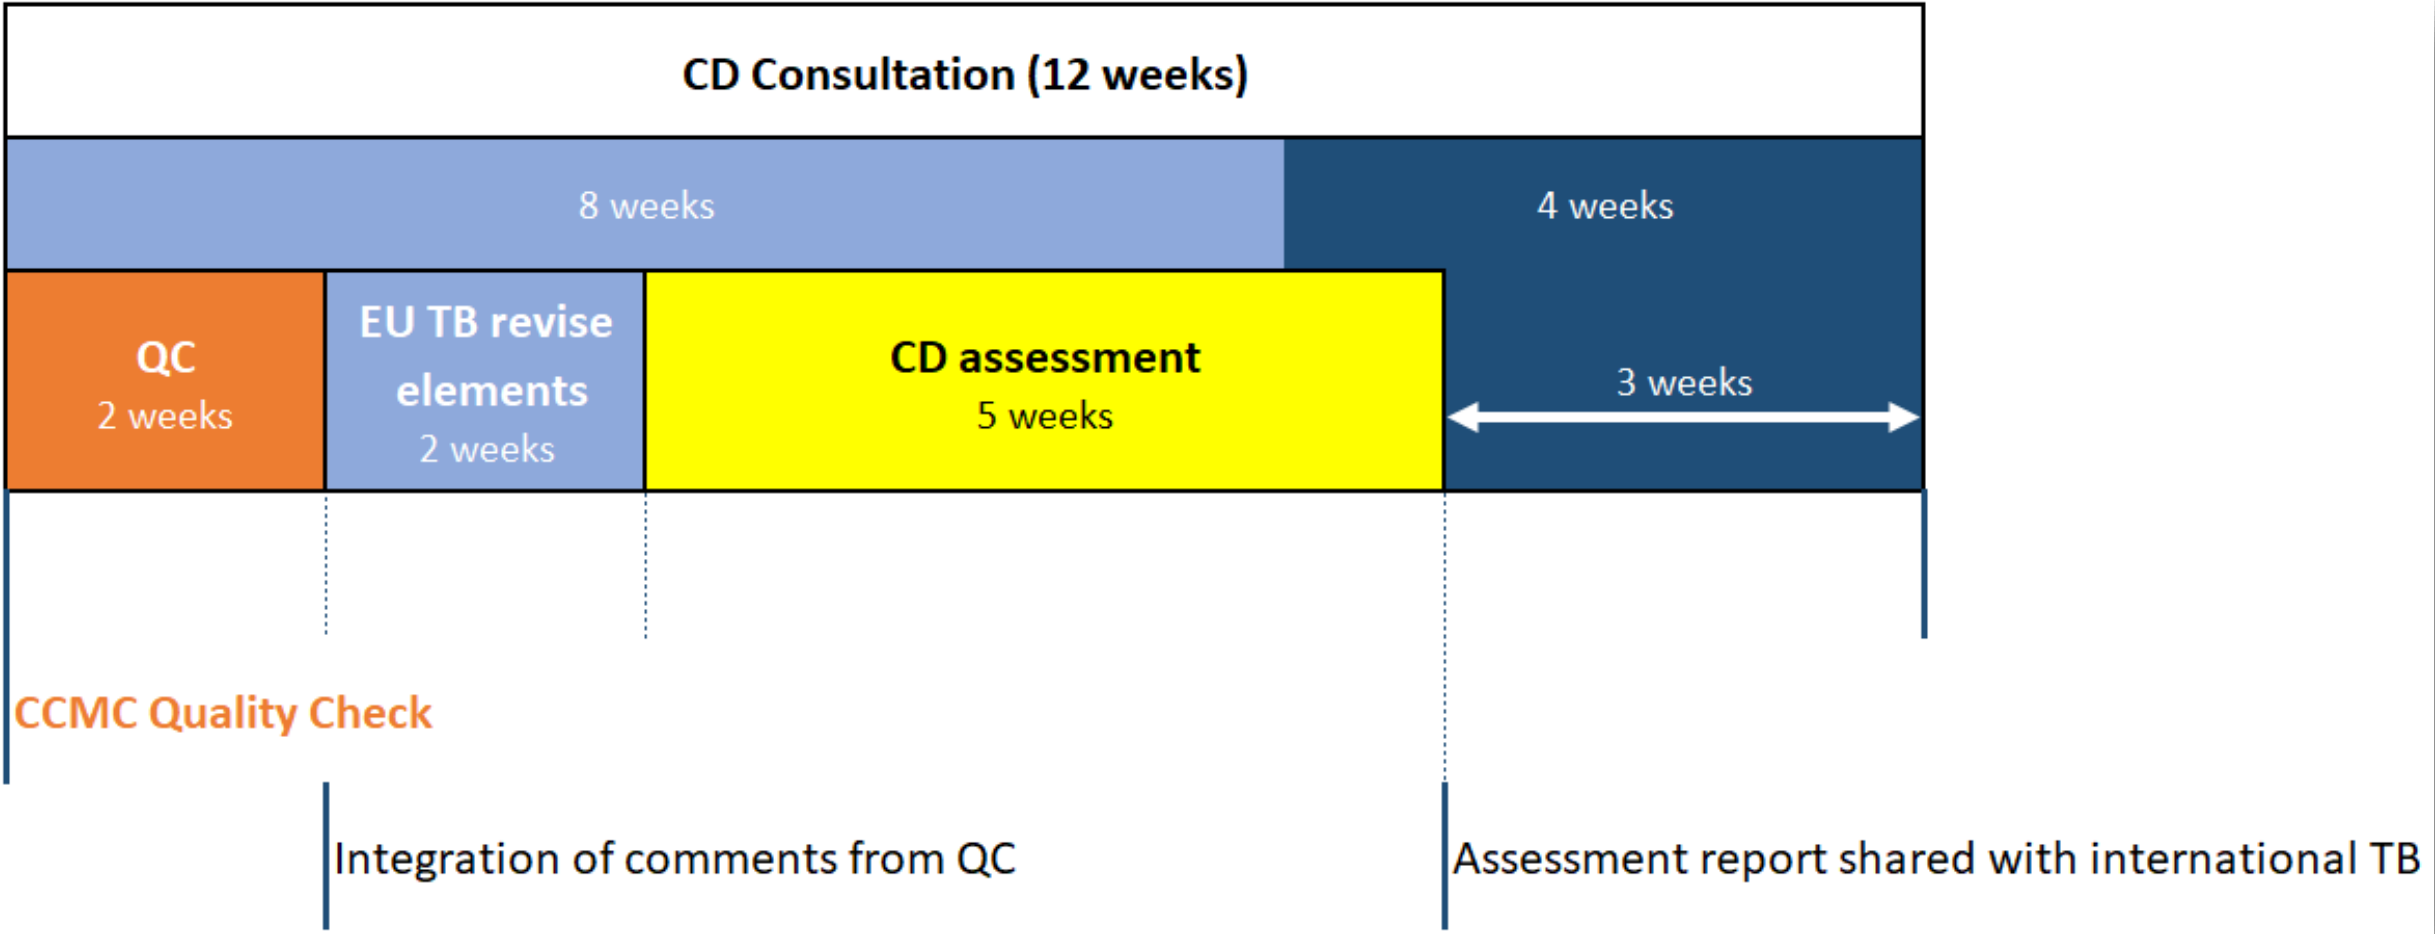 CD Consultation (12 weeks)
8 weeks
4 weeks
QC
2 weeks
EU TB revise
elements
2 weeks
CD assessment
5 weeks
3 weeks
CCMC Quality Check
Integration of comments from QC
Assessment report shared with international TB